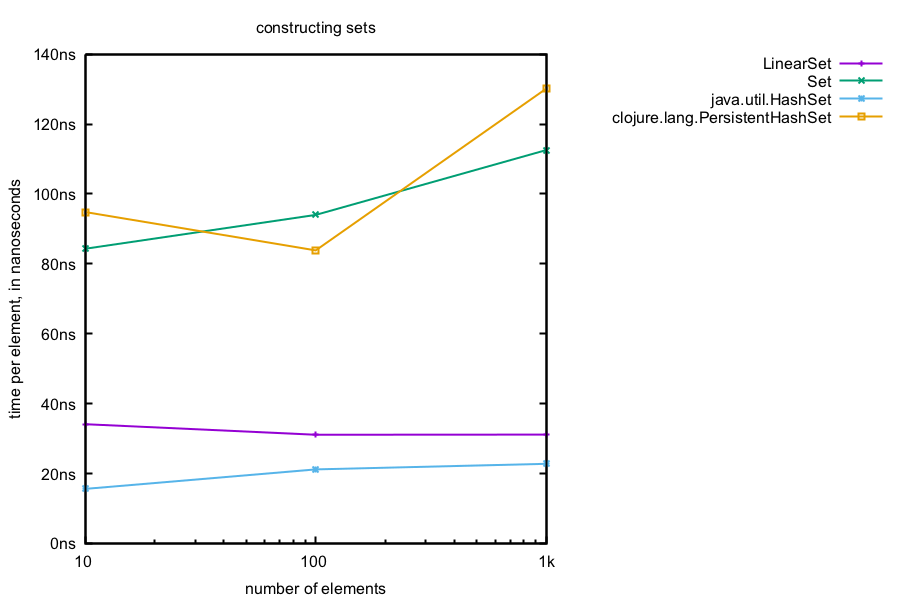 constructing sets
140ns
120ns
100ns
80ns
60ns
40ns
20ns
0ns
time per element, in nanoseconds
10
100
1k
number of elements
LinearSet
Set
java.util.HashSet
clojure.lang.PersistentHashSet